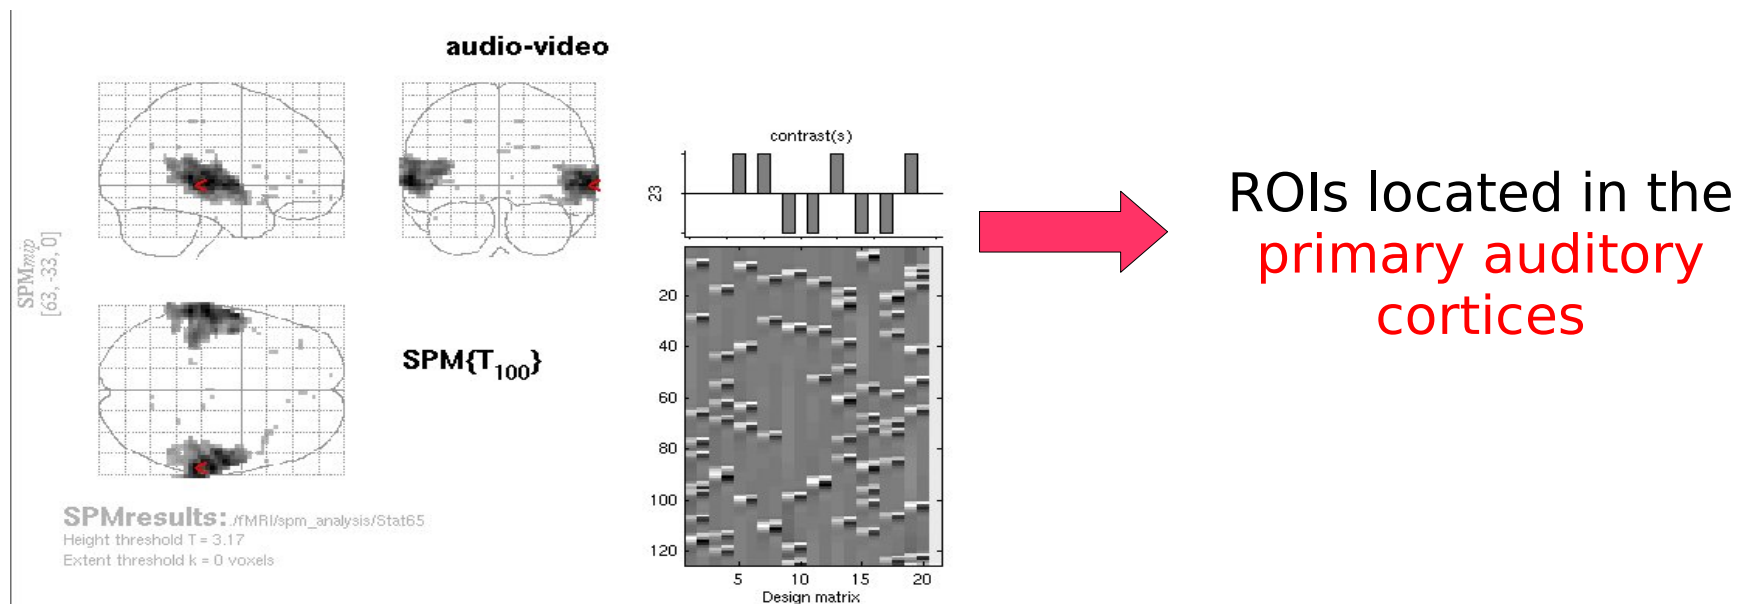 audio-video
SPMmip
[63, -33, 0]
SPM{T100}
SPMresults: ./fMRI/spm_analysis/Stat65
Height threshold T = 3.17
Extent threshold k = 0 voxels
contrast(s)
23
20
40
60
80
100
120
5 10 15 20
Design matrix
ROIs located in the
primary auditory
cortices